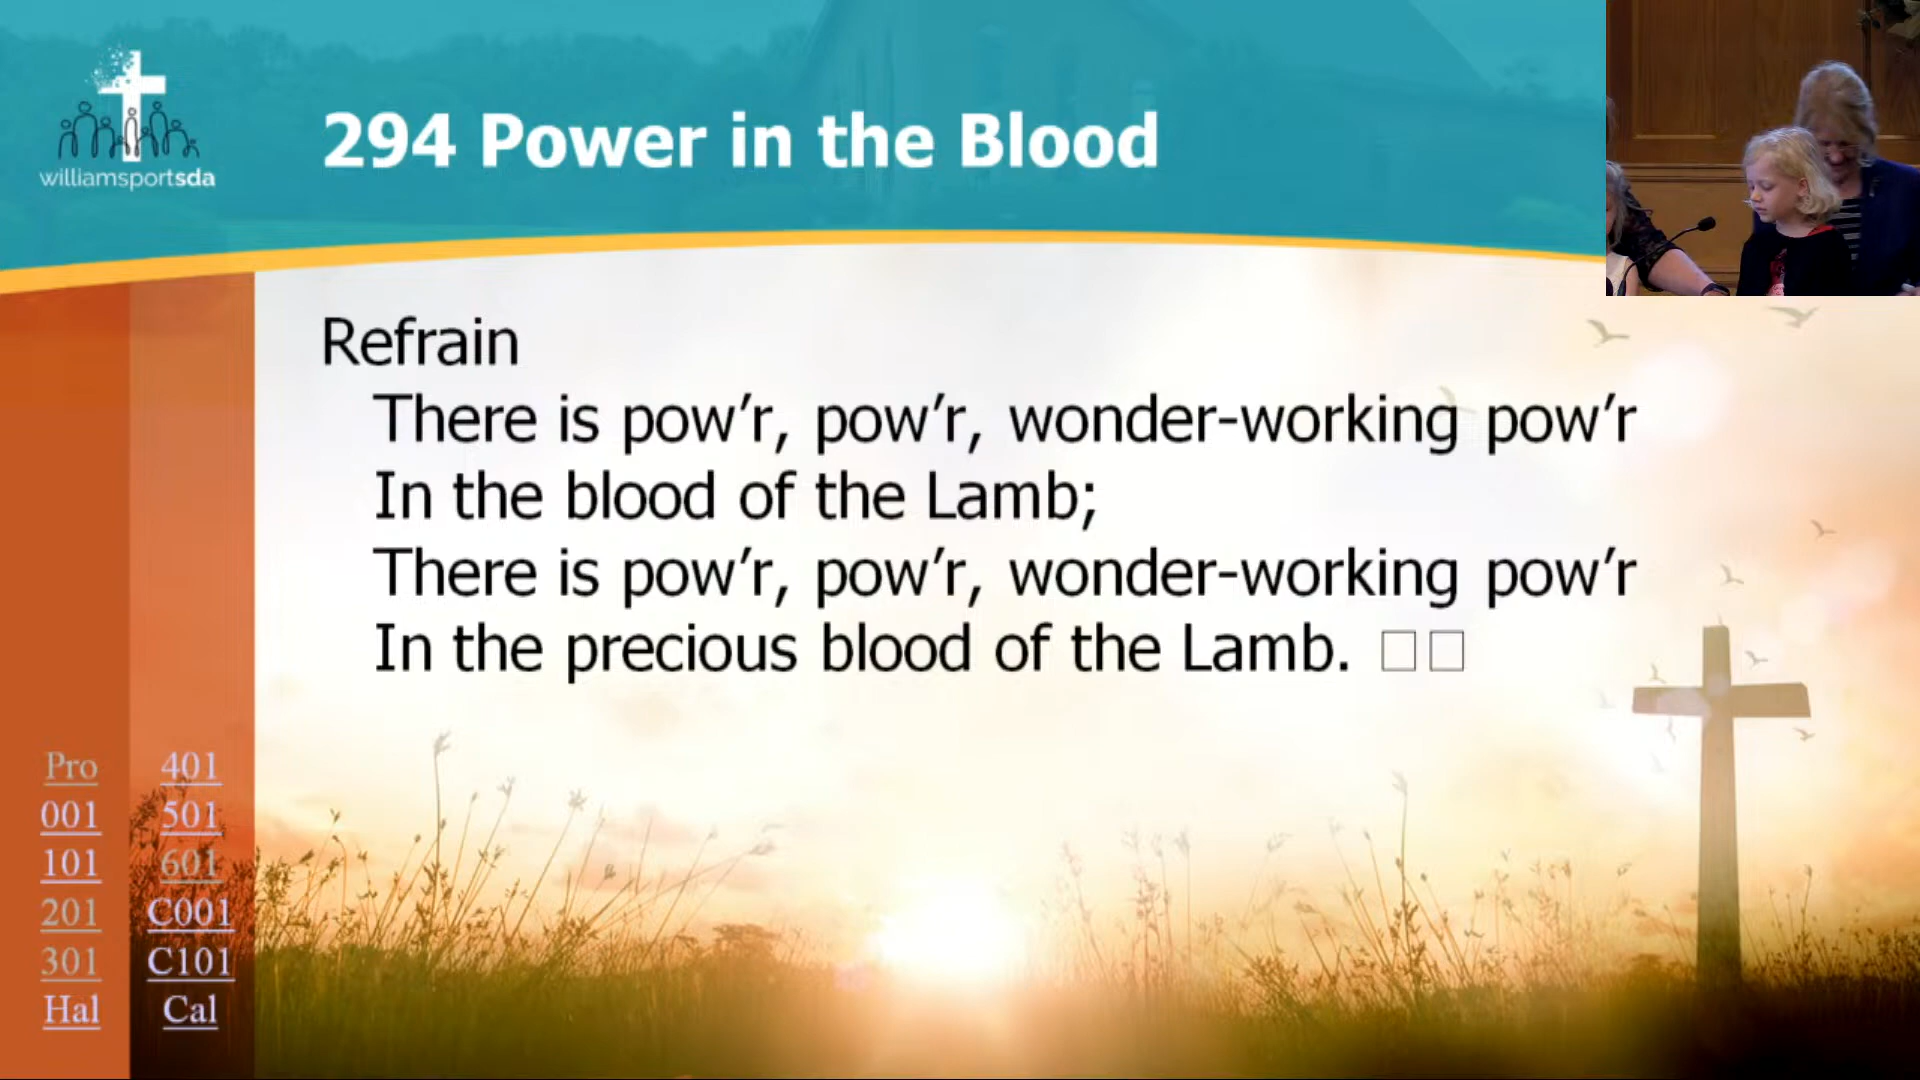 williamsportsda
294 Power in the Blood
Refrain
There is pow’r, pow’r, wonder-working pow’r
In the blood of the Lamb;
There is pow’r, pow’r, wonder-working pow’r
In the precious blood of the Lamb. □□
Pro 401
001 501
101 601
201 C001
301 C101
Hal Cal